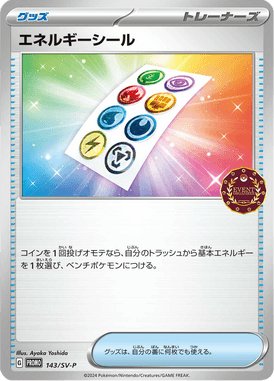 グッズ
トレーナーズ
エネルギーシール
EVENT
コインを1回投げオモテなら、自分のトラッシュから基本エネルギー
を1枚選び、ベンチポケモンにつける。
Illus. Ayaka Yoshida
G PROMO 143/SV-P
グッズは、自分の番に何枚でも使える。
©2024 Pokémon/Nintendo/Creatures/GAME FREAK.